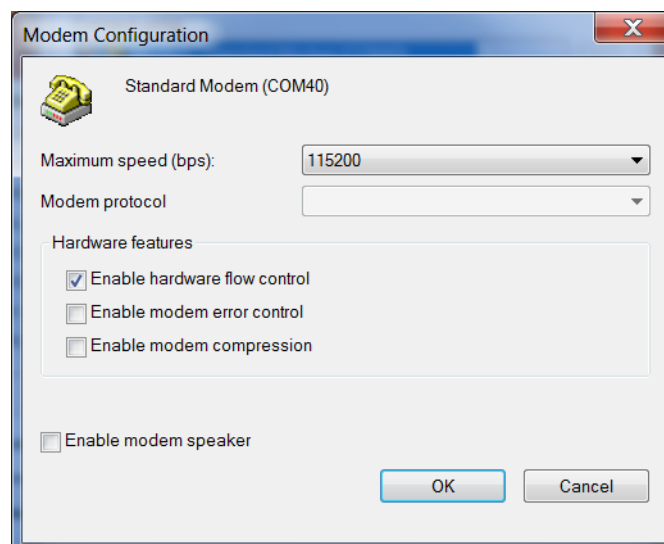 Modem Configuration
Standard Modem (COM40)
Maximum speed (bps):
115200
Modem protocol
Hardware features
Enable hardware flow control
Enable modem error control
Enable modem compression
Enable modem speaker
OK
Cancel